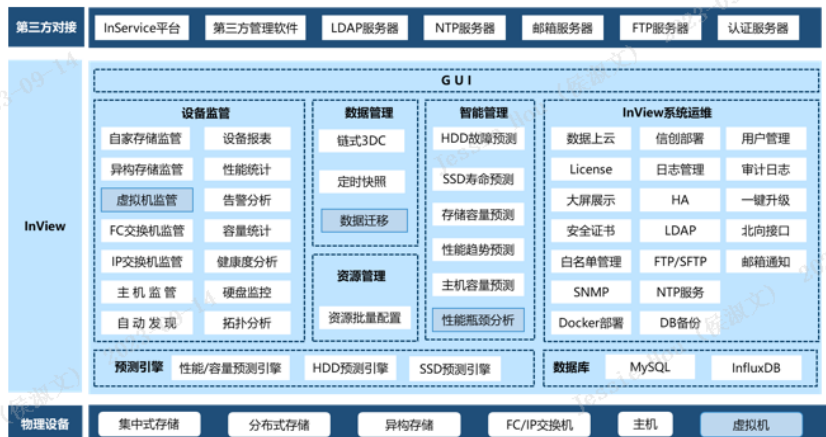 第三方对接
InService平台
第三方管理软件
LDAP服务器
NTP服务器
邮箱服务器
FTP服务器
认证服务器
InView
GUI
设备监管
自家存储监管
设备报表
异构存储监管
性能统计
虚拟机监管
告警分析
FC交换机监管
容量统计
IP交换机监管
健康度分析
主机监管
硬盘监控
自动发现
拓扑分析
数据管理
链式3DC
定时快照
数据迁移
资源管理
资源批量配置
智能管理
HDD故障预测
SSD寿命预测
存储容量预测
性能趋势预测
主机容量预测
性能瓶颈分析
InView系统运维
数据上云
信创部署
用户管理
License
日志管理
审计日志
大屏展示
HA
一键升级
安全证书
LDAP
北向接口
白名单管理
FTP/SFTP
邮箱通知
SNMP
NTP服务
Docker部署
DB备份
预测引擎
性能/容量预测引擎
HDD预测引擎
SSD预测引擎
数据库
MySQL
InfluxDB
物理设备
集中式存储
分布式存储
异构存储
FC/IP交换机
主机
虚拟机